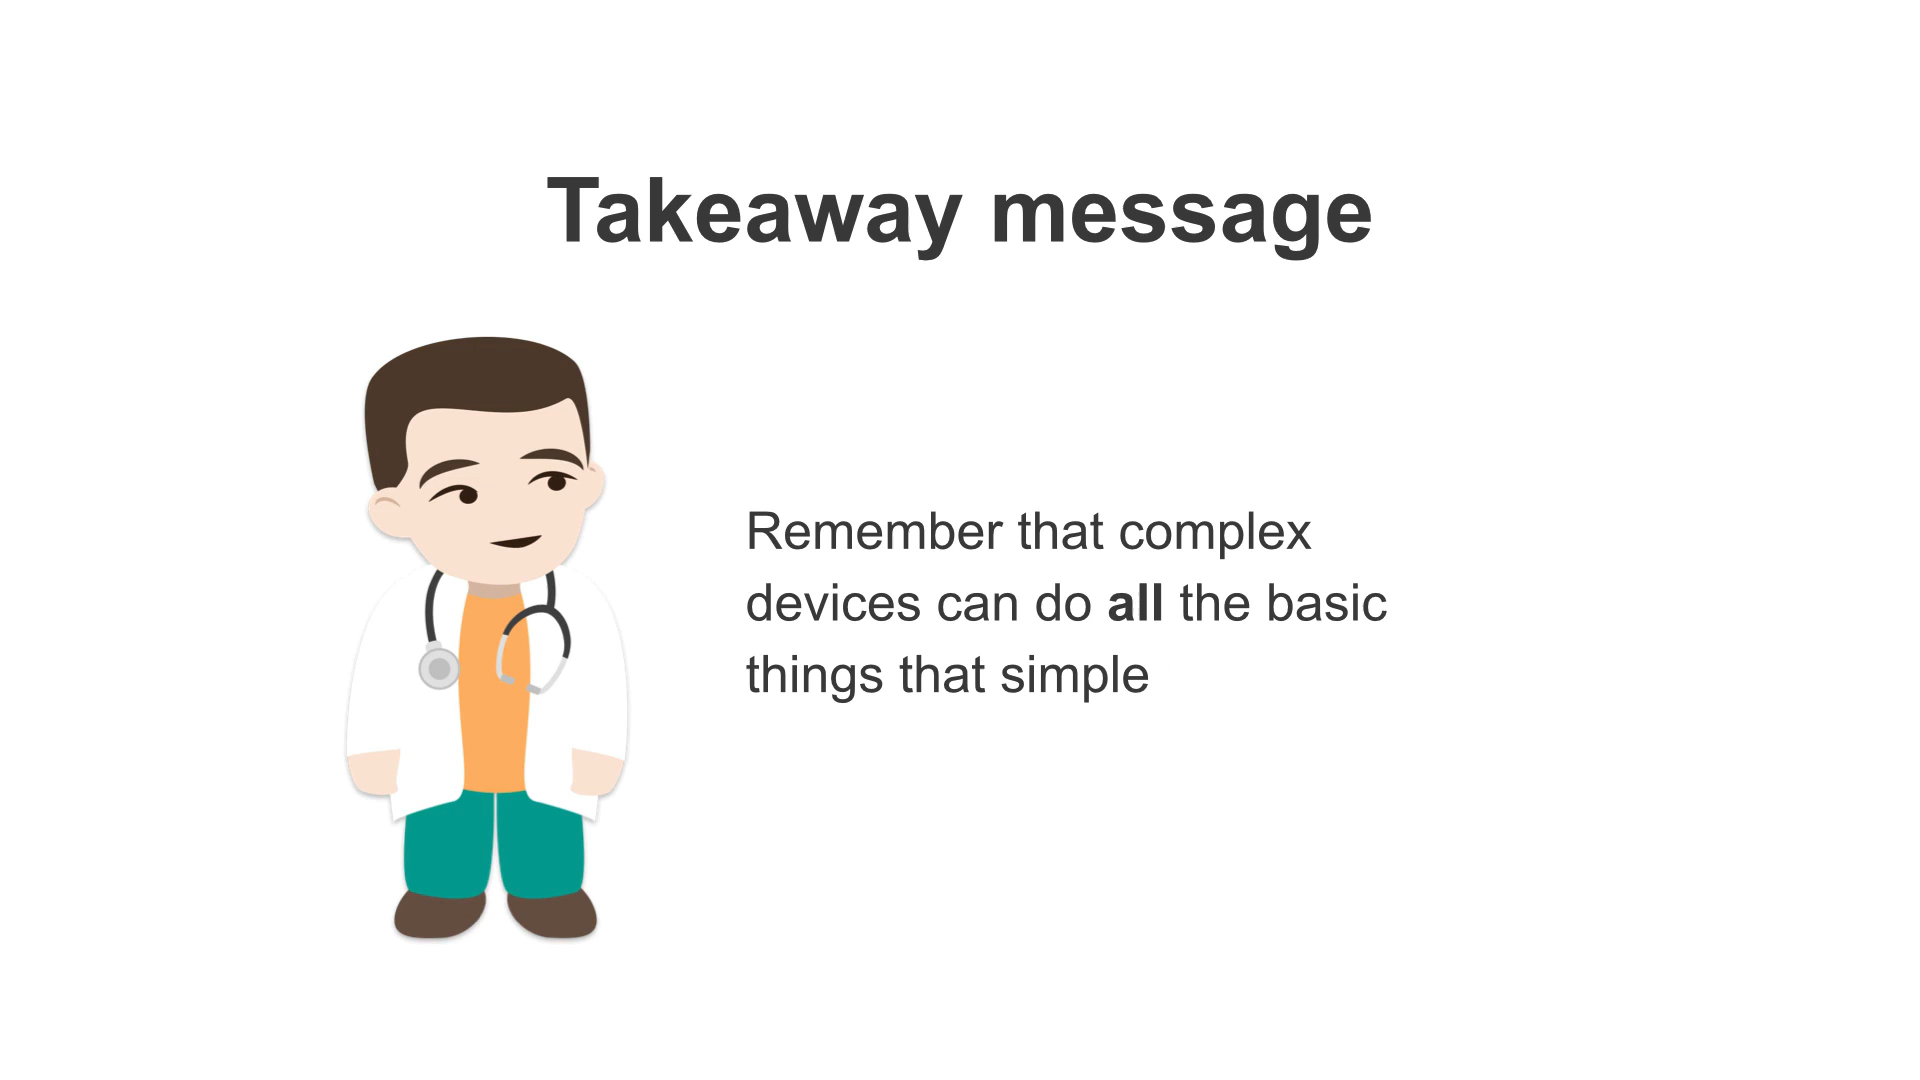 Takeaway message
Remember that complex
devices can do all the basic
things that simple